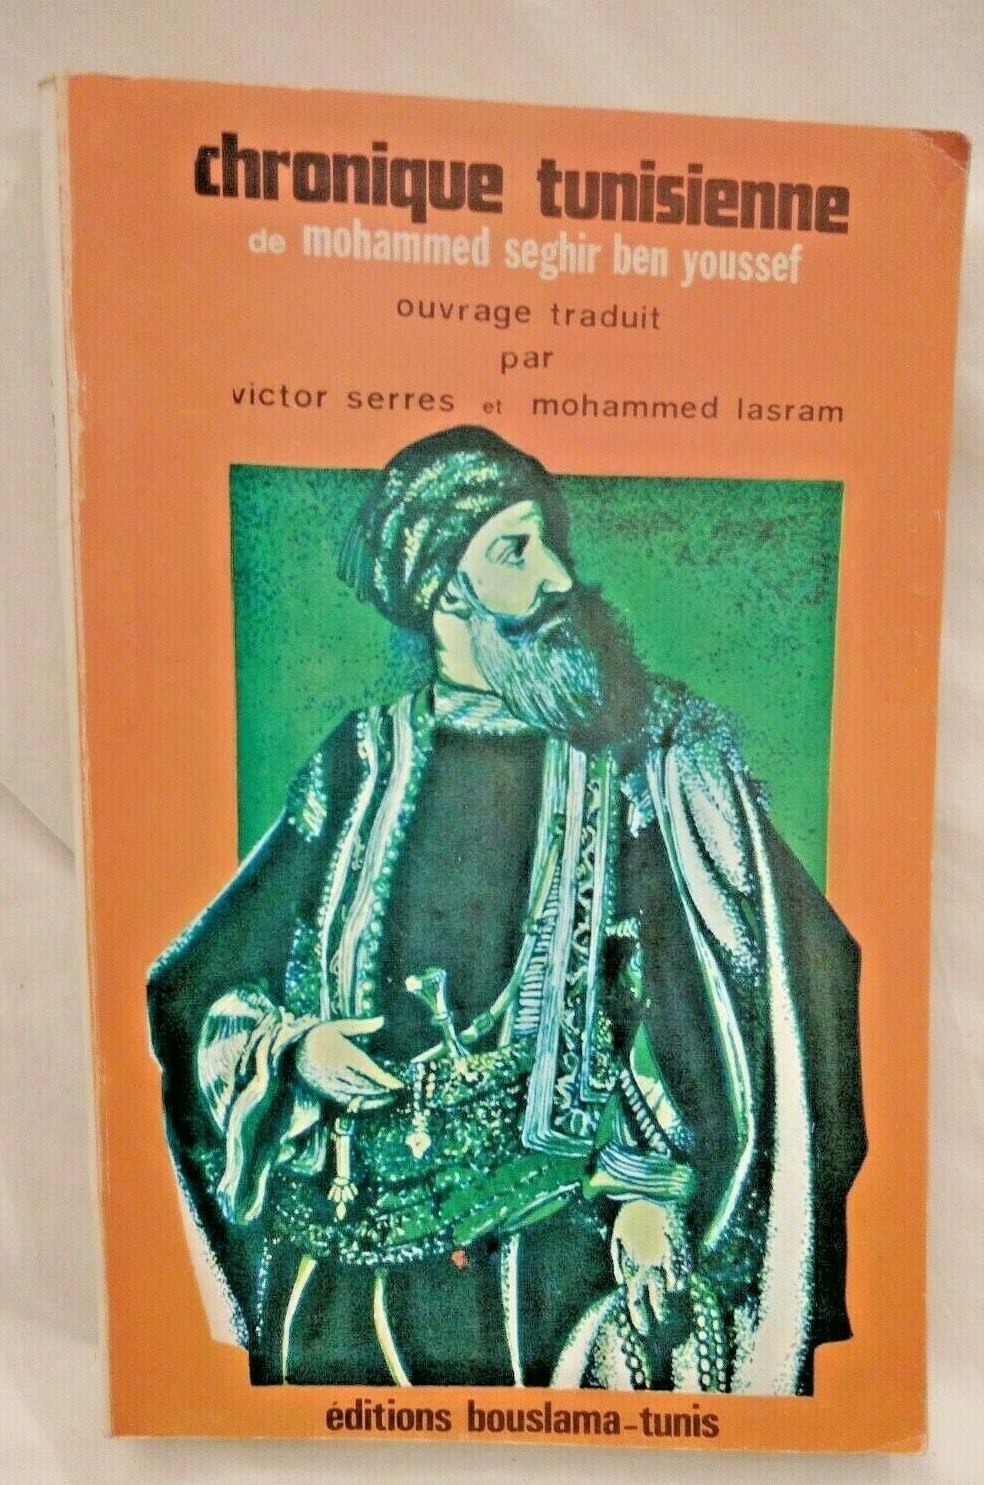 chronique tunisienne
de mohammed seghir ben youssef
ouvrage traduit
par
victor serres et mohammed lasram
éditions bouslama-tunis